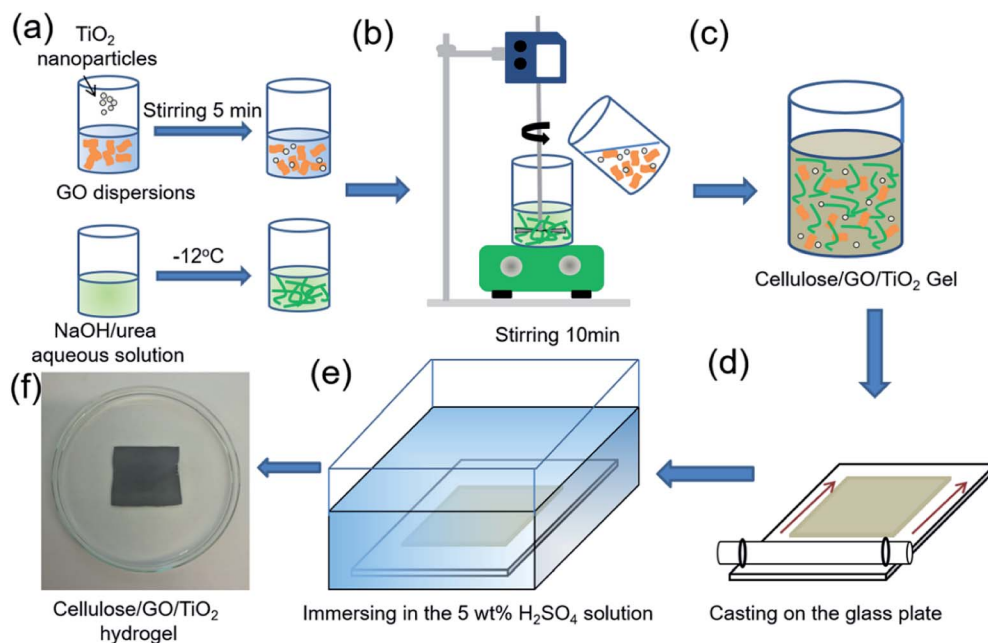 (a)
TiO₂
nanoparticles
Stirring 5 min
GO dispersions
-12°C
NaOH/urea
aqueous solution
(b)
Stirring 10min
(c)
Cellulose/GO/TiO₂ Gel
(d)
Casting on the glass plate
(e)
Immersing in the 5 wt% H₂SO₄ solution
(f)
Cellulose/GO/TiO₂
hydrogel